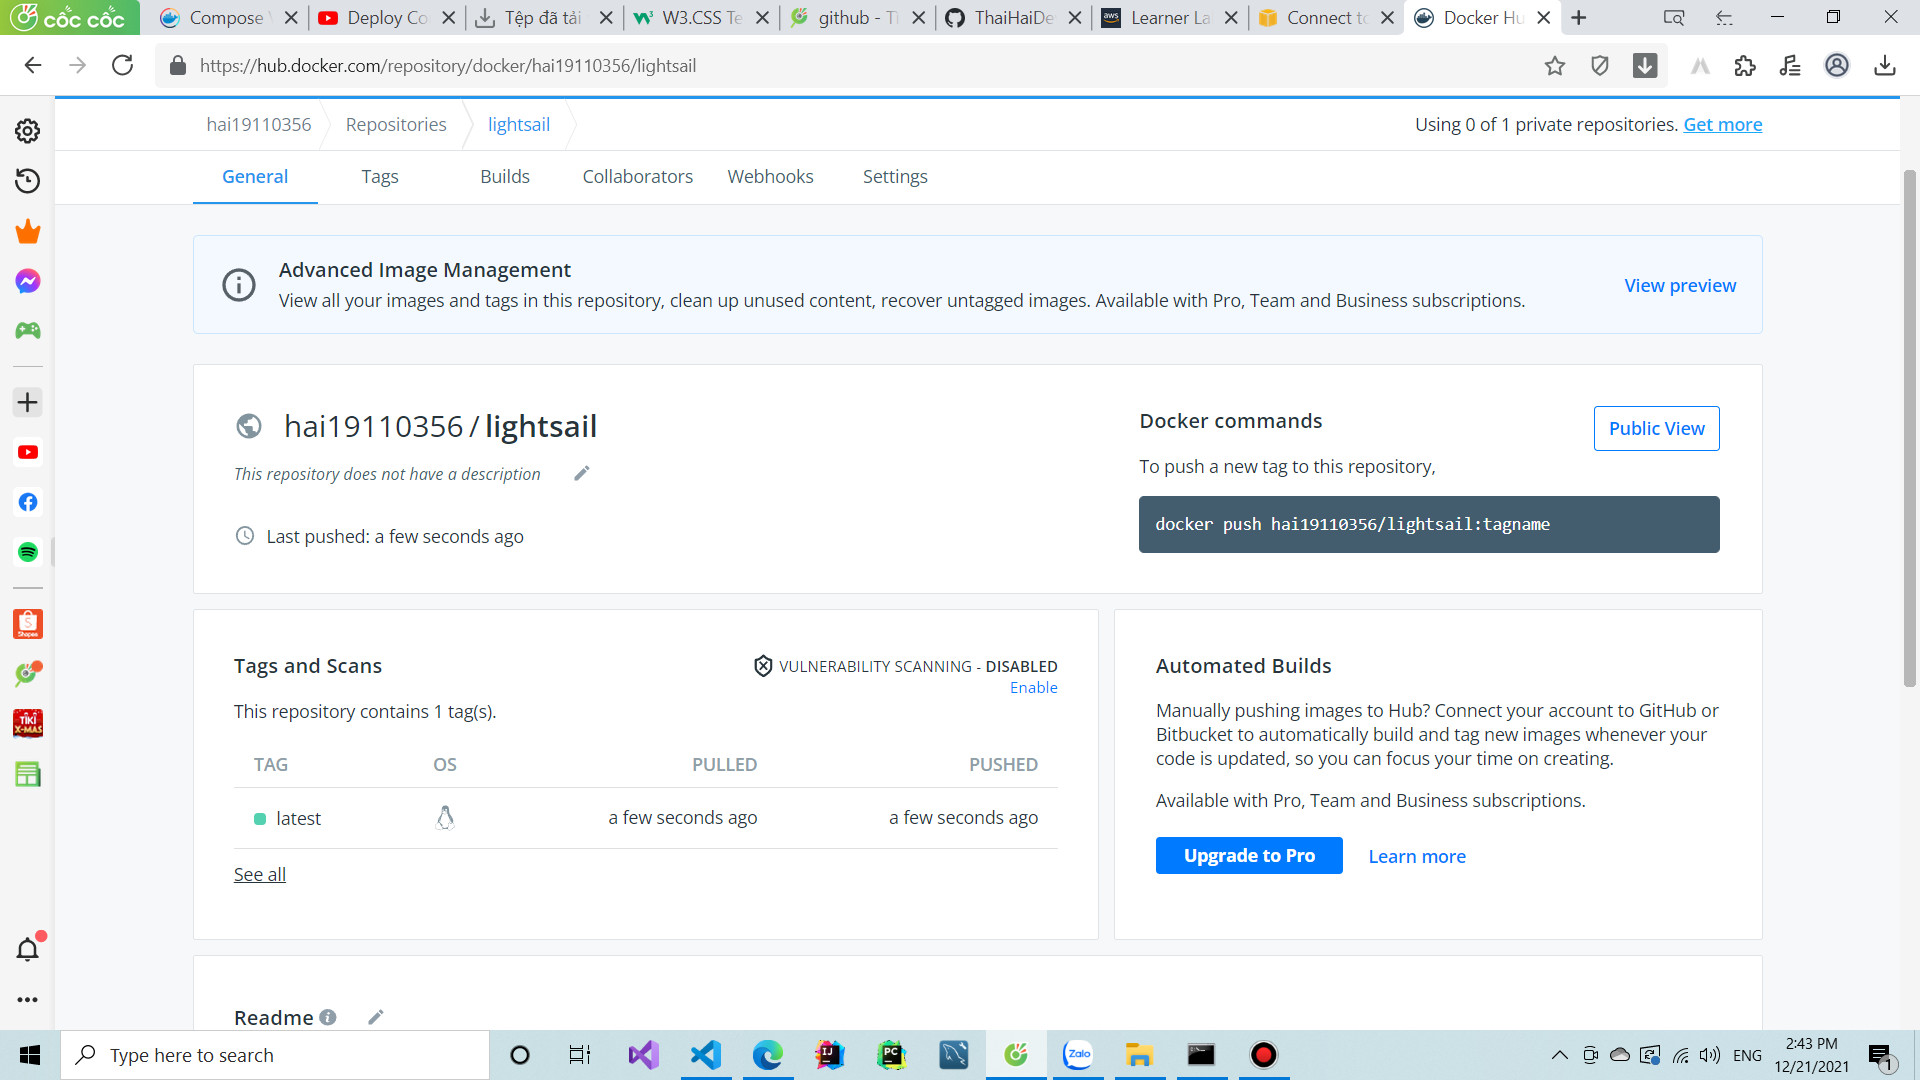 cốc cốc
Compose
Deploy Co
Tệp đã tải
W3.CSS Te
github - Ti
ThaiHaiDe
aws
Learner La
Connect to
Docker Hu
https://hub.docker.com/repository/docker/hai19110356/lightsail
hai19110356
Repositories
lightsail
Using 0 of 1 private repositories. Get more
General
Tags
Builds
Collaborators
Webhooks
Settings
Advanced Image Management
View all your images and tags in this repository, clean up unused content, recover untagged images. Available with Pro, Team and Business subscriptions.
View preview
hai19110356 / lightsail
This repository does not have a description
Last pushed: a few seconds ago
Docker commands
Public View
To push a new tag to this repository,
docker push hai19110356/lightsail:tagname
Tags and Scans
VULNERABILITY SCANNING - DISABLED
Enable
This repository contains 1 tag(s).
TAG OS PULLED PUSHED
latest a few seconds ago a few seconds ago
See all
Automated Builds
Manually pushing images to Hub? Connect your account to GitHub or
Bitbucket to automatically build and tag new images whenever your
code is updated, so you can focus your time on creating.
Available with Pro, Team and Business subscriptions.
Upgrade to Pro
Learn more
Readme
Shopee
TIKI
X-MAS
Type here to search
IJ
PC
Zalo
ENG
2:43 PM
12/21/2021
1